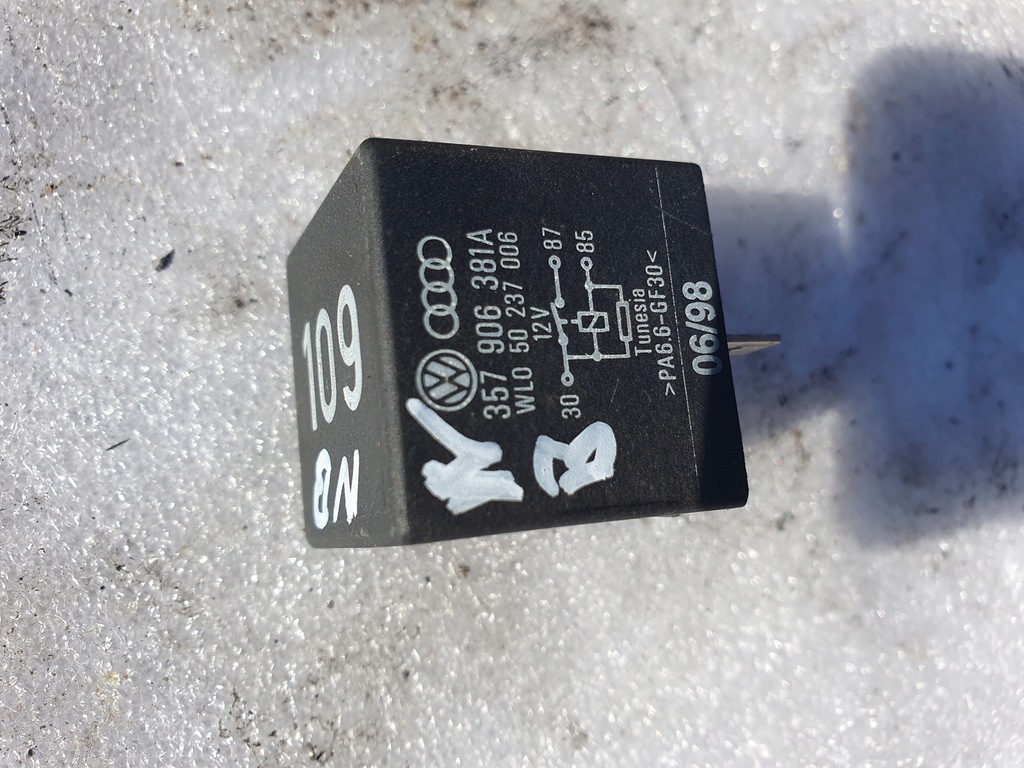 109
NB
N
B
357 906 381A
WLO 50 237 006
12V
87
30
85
Tunesia
>PA6.6-GF30<
06/98